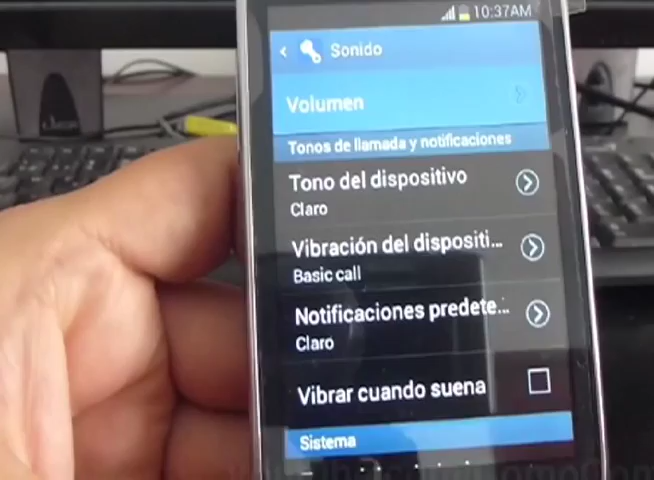 10:37AM
Sonido
Volumen
Tonos de llamada y notificaciones
Tono del dispositivo
Claro
Vibración del dispositi...
Basic call
Notificaciones predete...
Claro
Vibrar cuando suena
Sistema